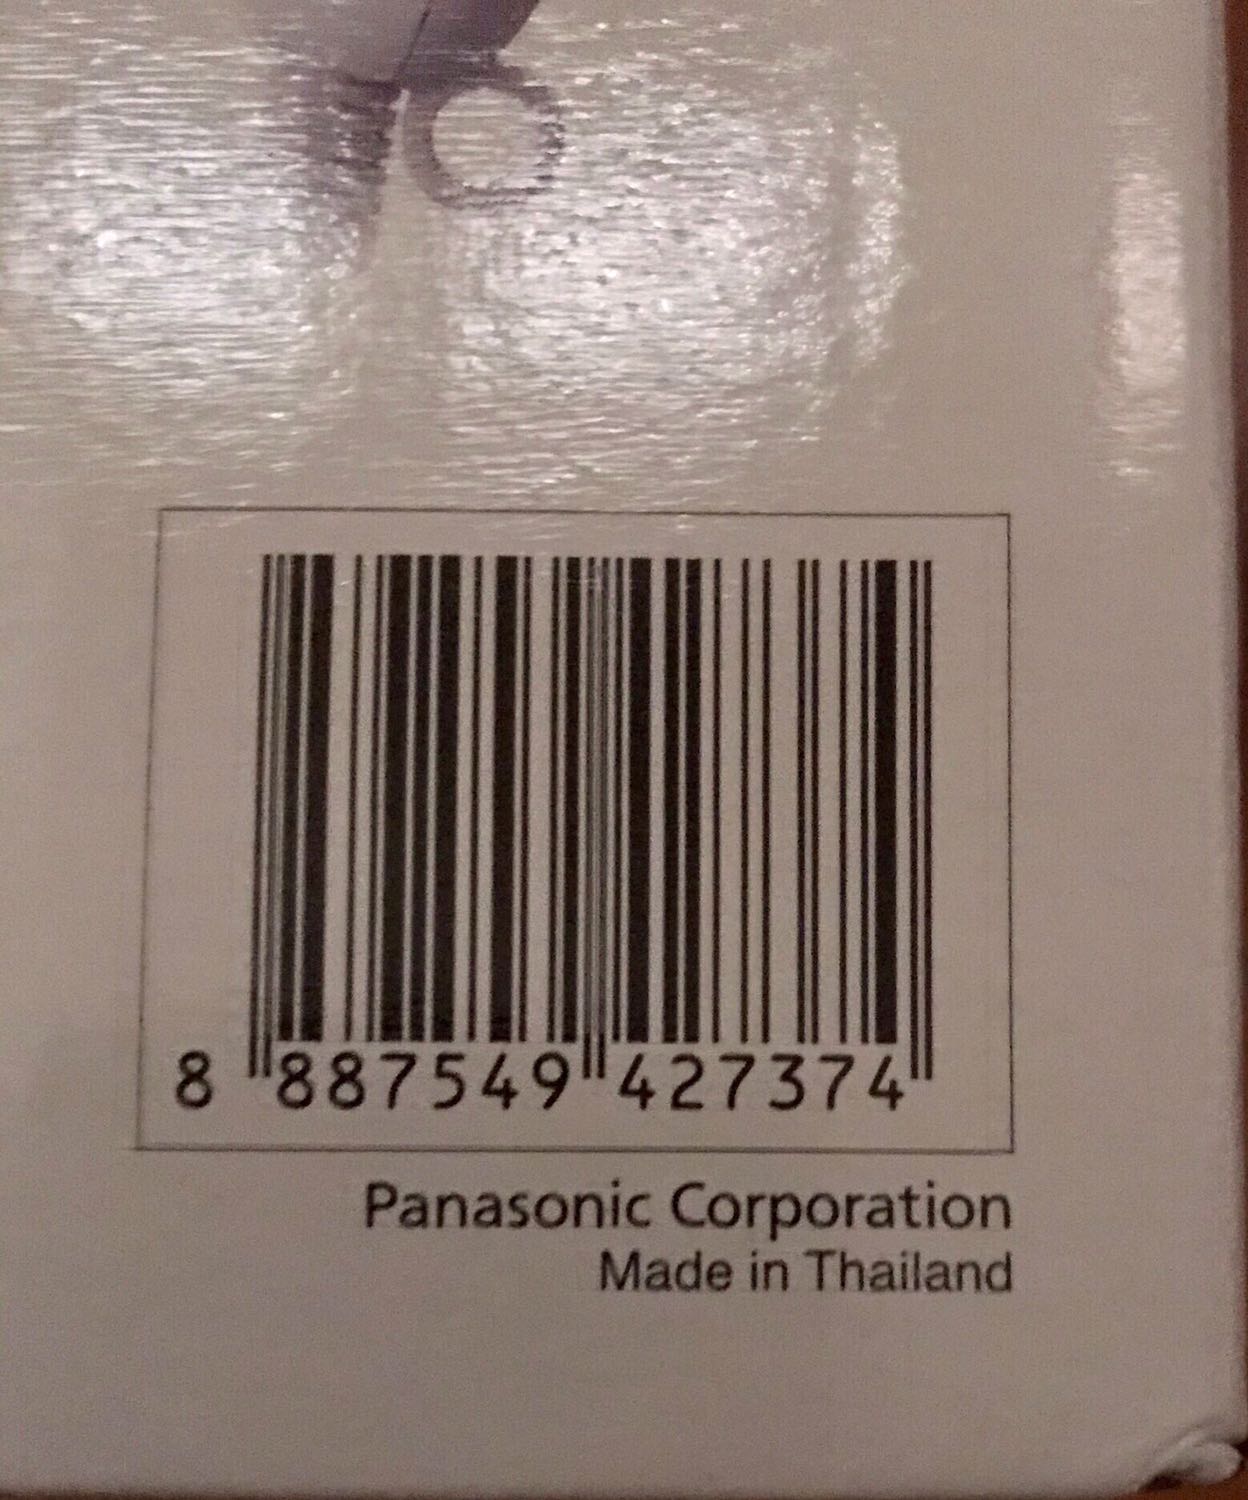 8 887549 427374
Panasonic Corporation
Made in Thailand